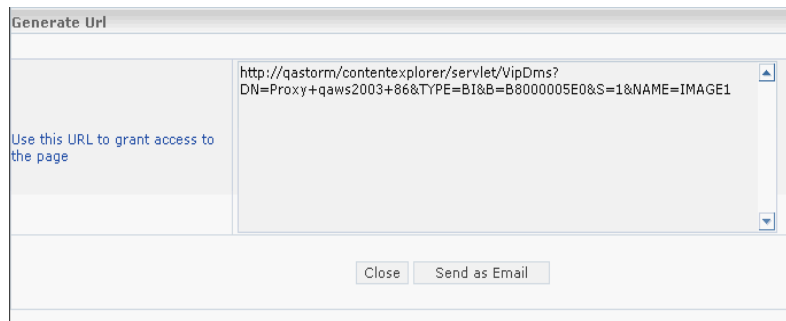 Generate Url
http://qastorm/contentexplorer/servlet/VipDms?
DN=Proxy+qaws2003+86&TYPE=BI&B=B8000005E0&S=1&NAME=IMAGE1
Use this URL to grant access to
the page
Close
Send as Email